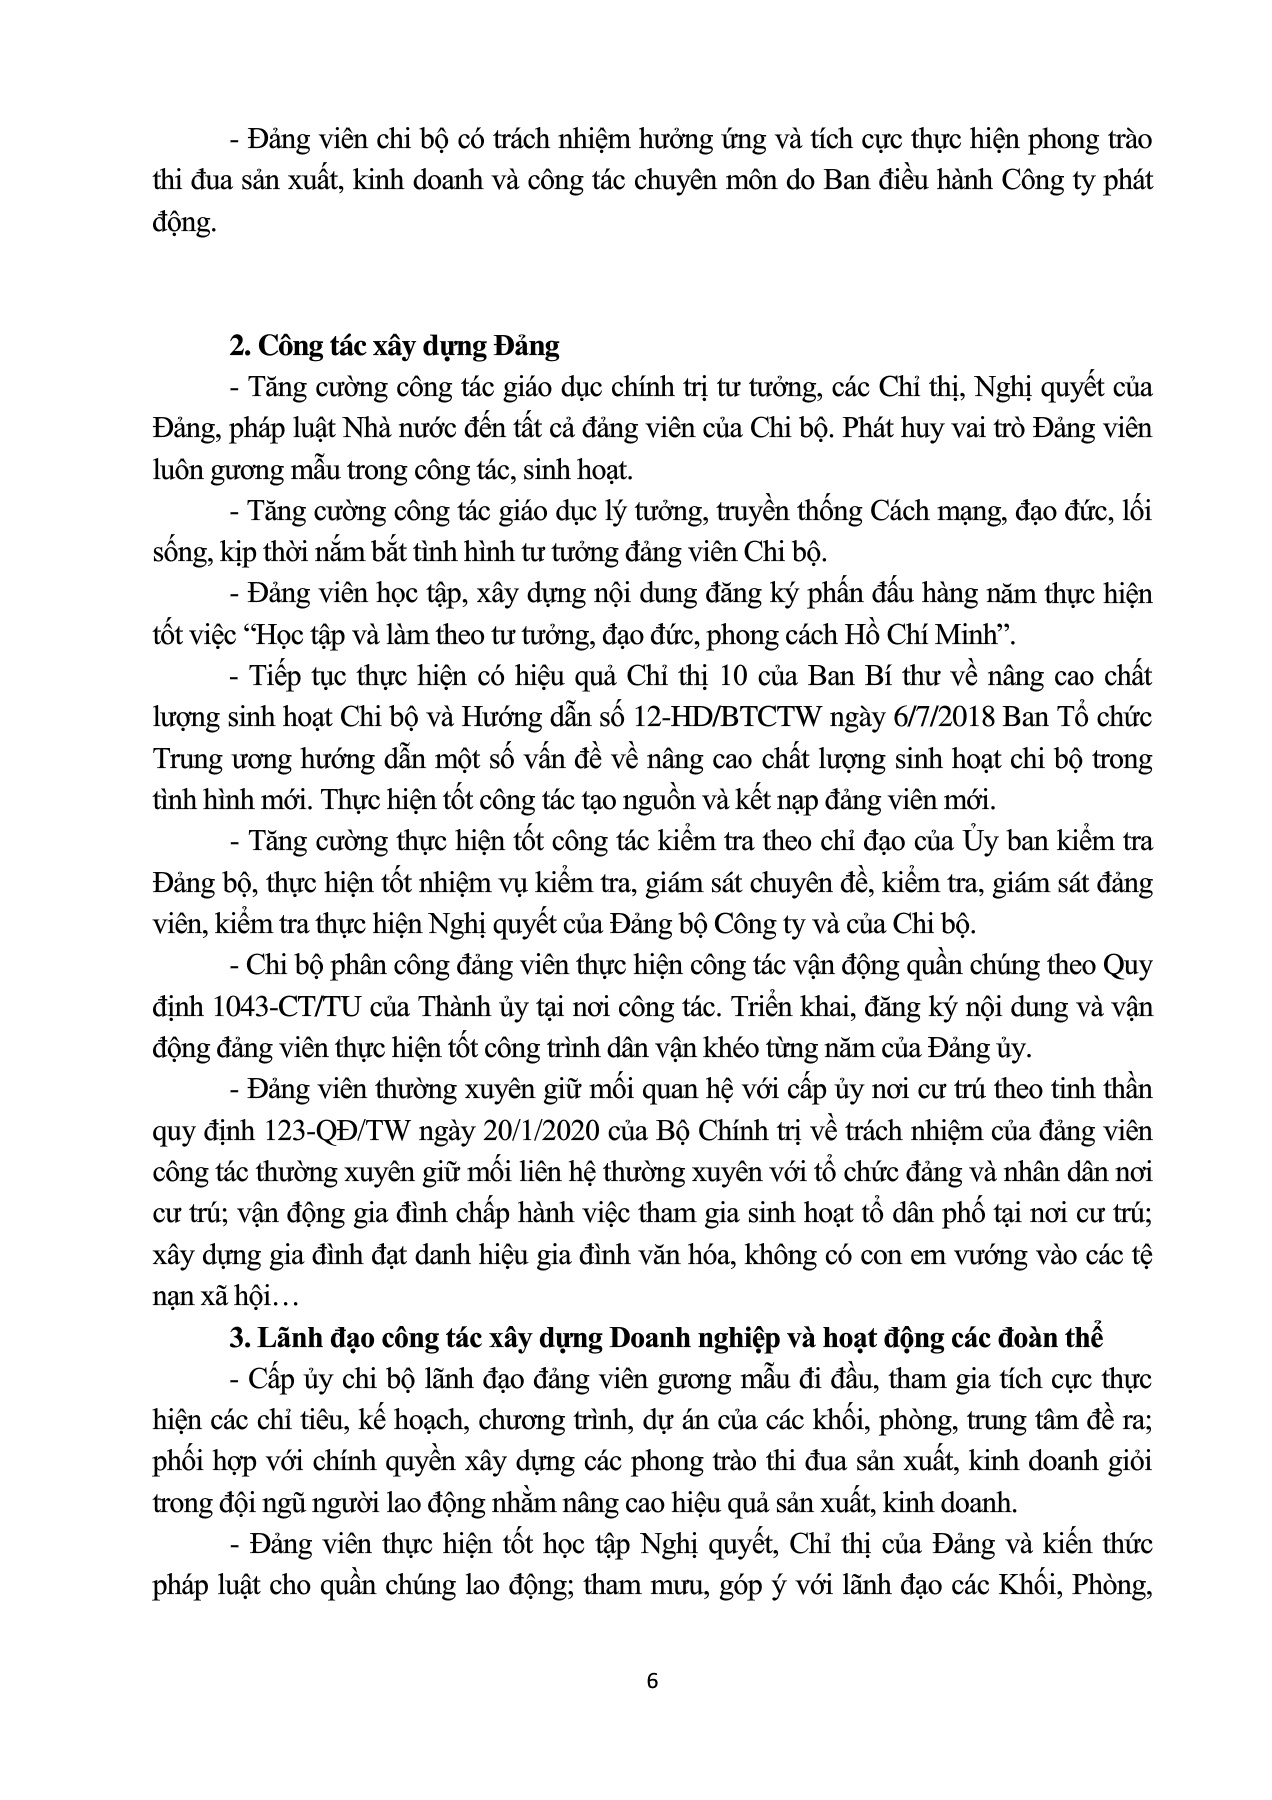 - Đảng viên chi bộ có trách nhiệm hưởng ứng và tích cực thực hiện phong trào
thi đua sản xuất, kinh doanh và công tác chuyên môn do Ban điều hành Công ty phát
động.
2. Công tác xây dựng Đảng
- Tăng cường công tác giáo dục chính trị tư tưởng, các Chỉ thị, Nghị quyết của
Đảng, pháp luật Nhà nước đến tất cả đảng viên của Chi bộ. Phát huy vai trò Đảng viên
luôn gương mẫu trong công tác, sinh hoạt.
- Tăng cường công tác giáo dục lý tưởng, truyền thống Cách mạng, đạo đức, lối
sống, kịp thời nắm bắt tình hình tư tưởng đảng viên Chi bộ.
- Đảng viên học tập, xây dựng nội dung đăng ký phấn đấu hàng năm thực hiện
tốt việc “Học tập và làm theo tư tưởng, đạo đức, phong cách Hồ Chí Minh”.
- Tiếp tục thực hiện có hiệu quả Chỉ thị 10 của Ban Bí thư về nâng cao chất
lượng sinh hoạt Chi bộ và Hướng dẫn số 12-HD/BTCTW ngày 6/7/2018 Ban Tổ chức
Trung ương hướng dẫn một số vấn đề về nâng cao chất lượng sinh hoạt chi bộ trong
tình hình mới. Thực hiện tốt công tác tạo nguồn và kết nạp đảng viên mới.
- Tăng cường thực hiện tốt công tác kiểm tra theo chỉ đạo của Ủy ban kiểm tra
Đảng bộ, thực hiện tốt nhiệm vụ kiểm tra, giám sát chuyên đề, kiểm tra, giám sát đảng
viên, kiểm tra thực hiện Nghị quyết của Đảng bộ Công ty và của Chi bộ.
- Chi bộ phân công đảng viên thực hiện công tác vận động quần chúng theo Quy
định 1043-CT/TU của Thành ủy tại nơi công tác. Triển khai, đăng ký nội dung và vận
động đảng viên thực hiện tốt công trình dân vận khéo từng năm của Đảng ủy.
- Đảng viên thường xuyên giữ mối quan hệ với cấp ủy nơi cư trú theo tinh thần
quy định 123-QĐ/TW ngày 20/1/2020 của Bộ Chính trị về trách nhiệm của đảng viên
công tác thường xuyên giữ mối liên hệ thường xuyên với tổ chức đảng và nhân dân nơi
cư trú; vận động gia đình chấp hành việc tham gia sinh hoạt tổ dân phố tại nơi cư trú;
xây dựng gia đình đạt danh hiệu gia đình văn hóa, không có con em vướng vào các tệ
nạn xã hội…
3. Lãnh đạo công tác xây dựng Doanh nghiệp và hoạt động các đoàn thể
- Cấp ủy chi bộ lãnh đạo đảng viên gương mẫu đi đầu, tham gia tích cực thực
hiện các chỉ tiêu, kế hoạch, chương trình, dự án của các khối, phòng, trung tâm đề ra;
phối hợp với chính quyền xây dựng các phong trào thi đua sản xuất, kinh doanh giỏi
trong đội ngũ người lao động nhằm nâng cao hiệu quả sản xuất, kinh doanh.
- Đảng viên thực hiện tốt học tập Nghị quyết, Chỉ thị của Đảng và kiến thức
pháp luật cho quần chúng lao động; tham mưu, góp ý với lãnh đạo các Khối, Phòng,
6